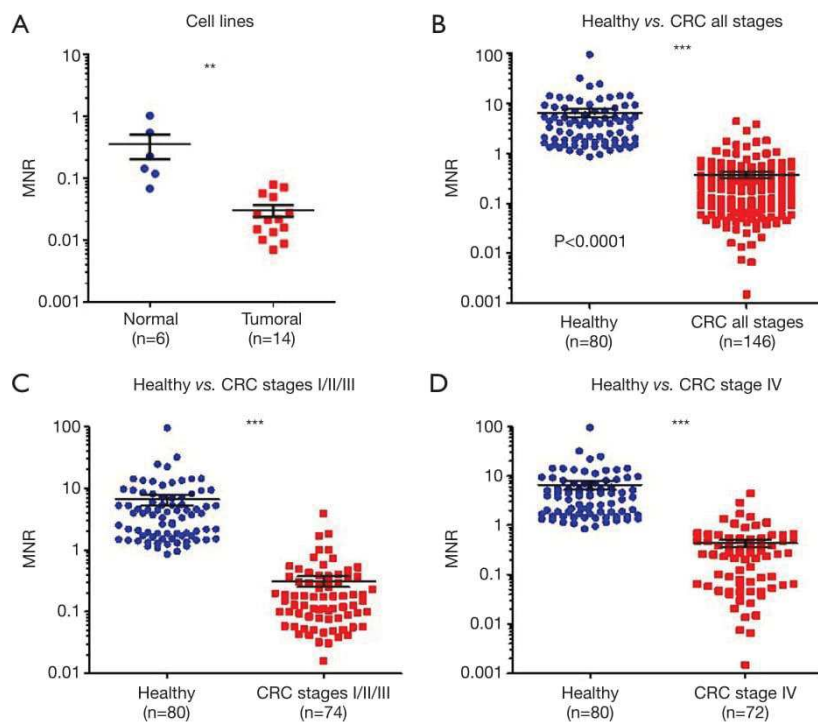 A
Cell lines
**
10
1
0.1
0.01
0.001
MNR
Normal
(n=6)
Tumoral
(n=14)
B
Healthy vs. CRC all stages
***
100
10
1
0.1
0.01
0.001
MNR
P<0.0001
Healthy
(n=80)
CRC all stages
(n=146)
C
Healthy vs. CRC stages I/II/III
***
100
10
1
0.1
0.01
MNR
Healthy
(n=80)
CRC stages I/II/III
(n=74)
D
Healthy vs. CRC stage IV
***
100
10
1
0.1
0.01
0.001
MNR
Healthy
(n=80)
CRC stage IV
(n=72)